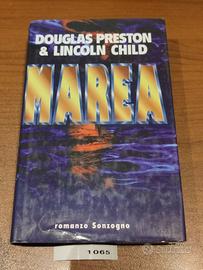 DOUGLAS PRESTON
& LINCOLN CHILD
MAREA
romanzo Sonzogno
1065